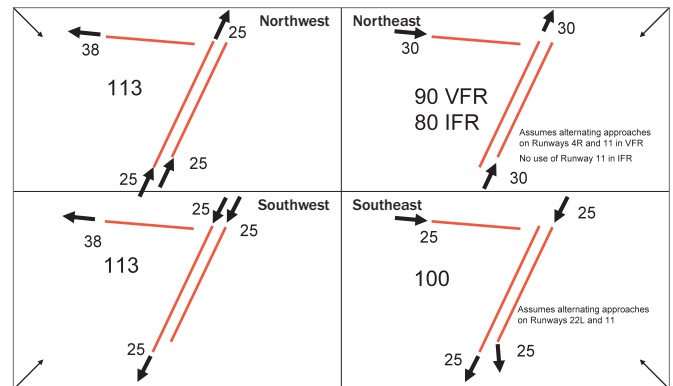 Northwest
25
38
113
25
25
Northeast
30
30
90 VFR
80 IFR
Assumes alternating approaches
on Runways 4R and 11 in VFR
No use of Runway 11 in IFR
30
Southwest
25
25
38
113
25
Southeast
25
25
100
Assumes alternating approaches
on Runways 22L and 11
25
25